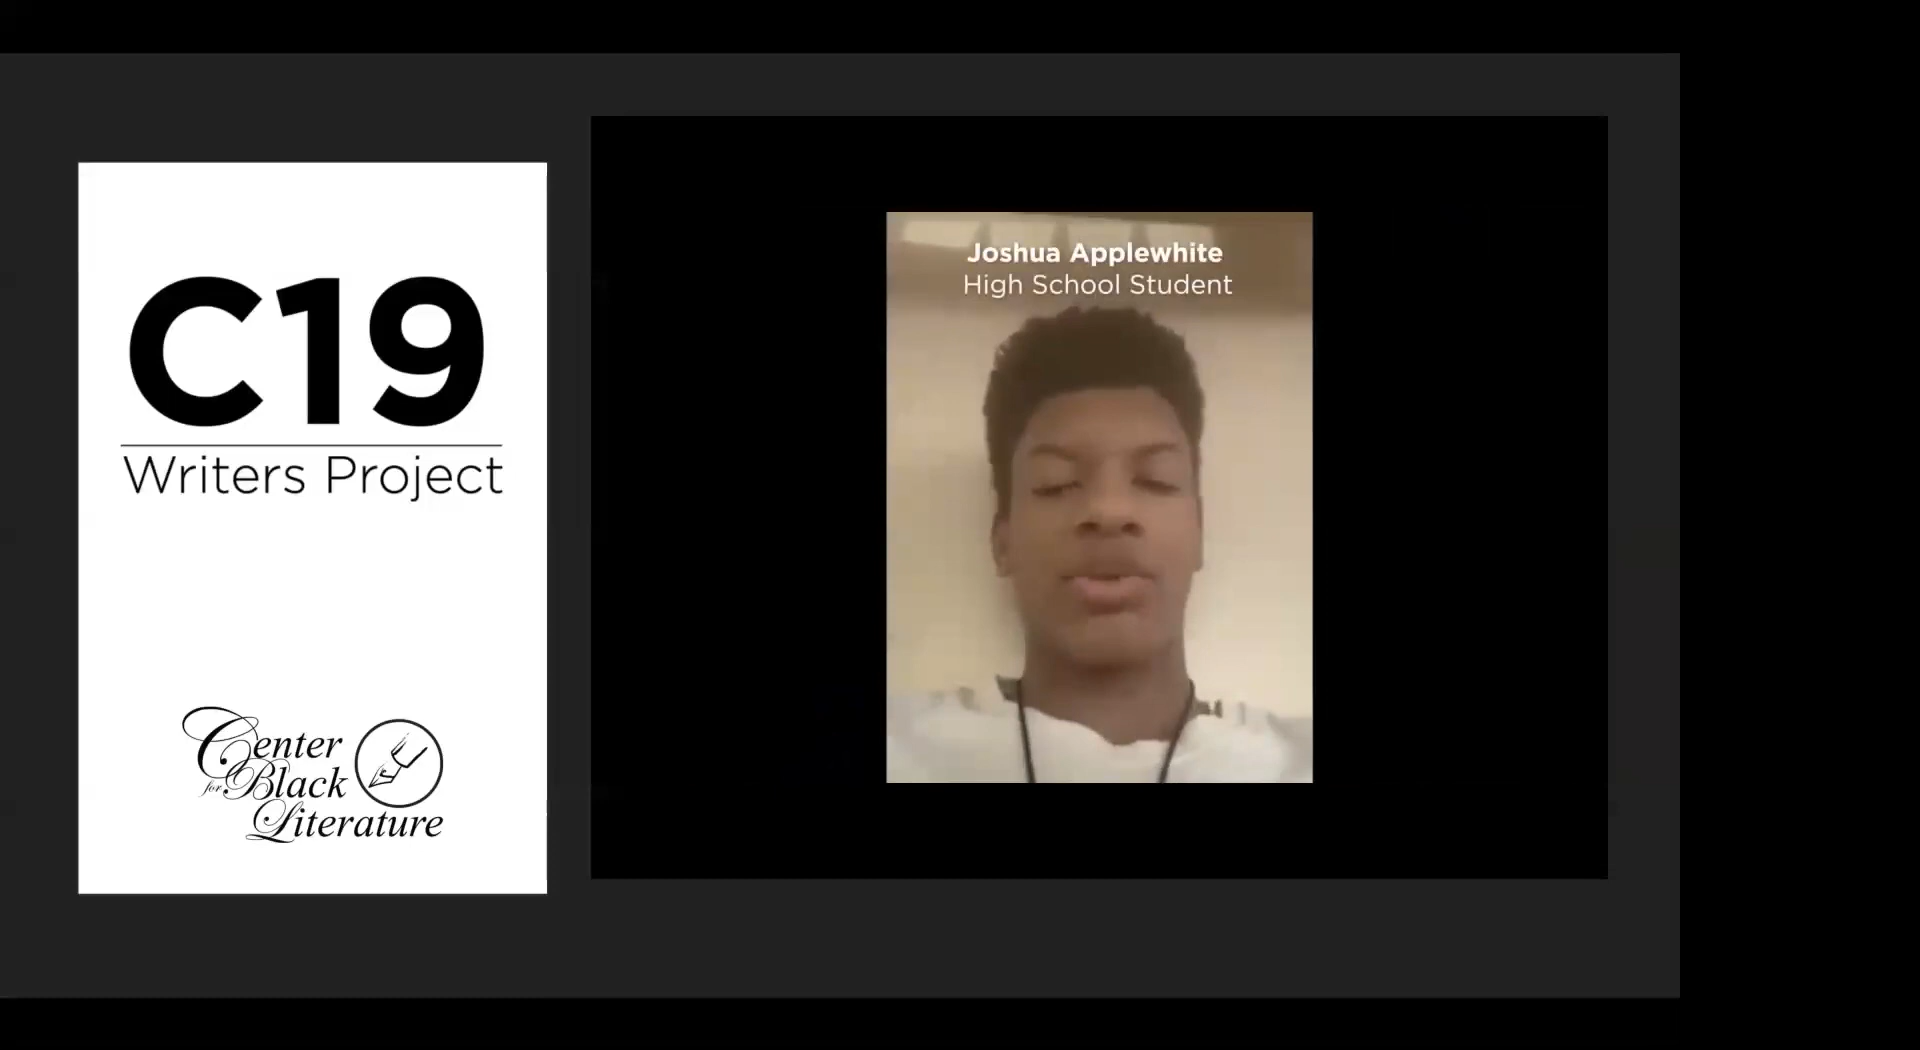 C19
Writers Project
Center
for Black
Literature
Joshua Applewhite
High School Student